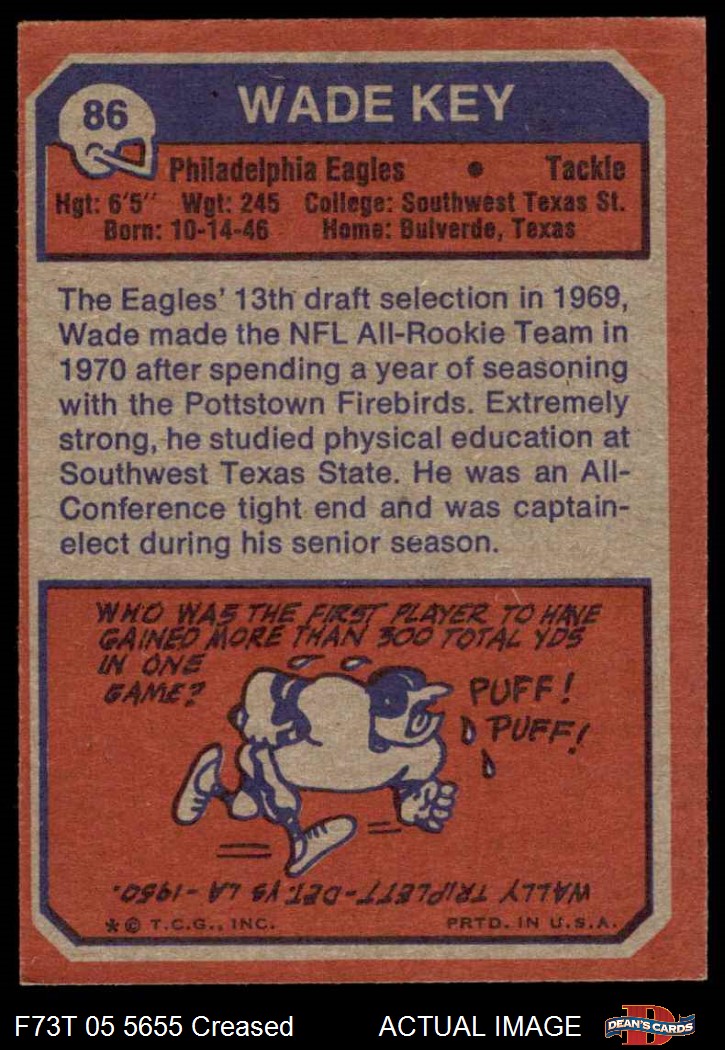 86
WADE KEY
Philadelphia Eagles • Tackle
Hgt: 6'5" Wgt: 245 College: Southwest Texas St.
Born: 10-14-46 Home: Bulverde, Texas
The Eagles' 13th draft selection in 1969,
Wade made the NFL All-Rookie Team in
1970 after spending a year of seasoning
with the Pottstown Firebirds. Extremely
strong, he studied physical education at
Southwest Texas State. He was an All-
Conference tight end and was captain-
elect during his senior season.
WHO WAS THE FIRST PLAYER TO HAVE
GAINED MORE THAN 300 TOTAL YDS
IN ONE
GAME?
PUFF!
PUFF!
WALLY TRIPLETT-DET. VS LA-1950.
*© T.C.G., INC. PRTD. IN U.S.A.
F73T 05 5655 Creased ACTUAL IMAGE
D
DEAN'S CARDS